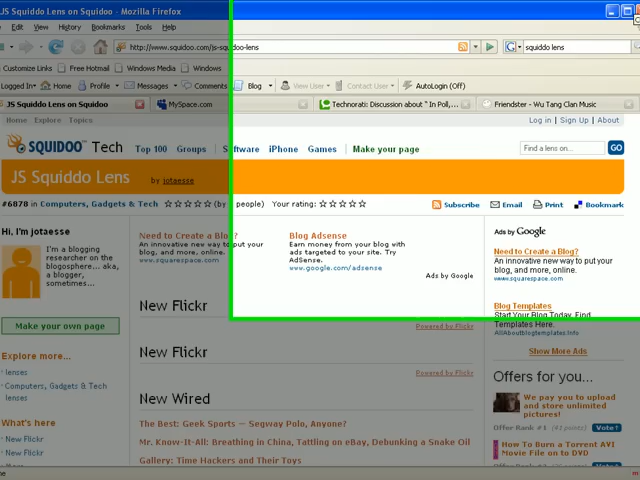 JS Squiddo Lens on Squidoo - Mozilla Firefox
Edit View History Bookmarks Tools Help
http://www.squidoo.com/js-squidoo-lens squidoo lens
Customize Links Free Hotmail Windows Media Windows
Logged In Home Profile Messages Comments Blog View User Contact User AutoLogin (Off)
JS Squiddo Lens on Squidoo MySpace.com Technorati: Discussion about " In Poll,... Friendster - Wu Tang Clan Music
Home Explore Topics Log in | Sign Up | About
SQUIDOO Tech Top 100 Groups Software iPhone Games Make your page Find a lens on... GO
JS Squiddo Lens by jotaesse
#6878 in Computers, Gadgets & Tech (by people) Your rating: Subscribe Email Print Bookmark
Hi, I'm jotaesse
I'm a blogging researcher on the blogosphere... aka, a blogger, sometimes...
Make your own page
Explore more...
lenses
Computers, Gadgets & Tech lenses
What's here
New Flickr
New Flickr
Need to Create a Blog?
An innovative new way to put your blog, and more, online.
www.squarespace.com
Blog Adsense
Earn money from your blog with
ads targeted to your site. Try
AdSense.
www.google.com/adsense
Ads by Google
New Flickr
Powered by Flickr
New Flickr
Powered by Flickr
New Wired
The Best: Geek Sports — Segway Polo, Anyone?
Mr. Know-It-All: Breathing in China, Tattling on eBay, Debunking a Snake Oil
Gallery: Time Hackers and Their Toys
Ads by Google
Need to Create a Blog?
An innovative new way to put your
blog, and more, online.
www.squarespace.com
Blog Templates
Start Your Blog Today. Find
Templates Here.
AllAboutblogtemplates.info
Show More Ads
Offers for you...
We pay you to upload
and store unlimited
pictures!
Offer Rank #1 (41 points) Vote
How To Burn a Torrent AVI
Movie File on to DVD